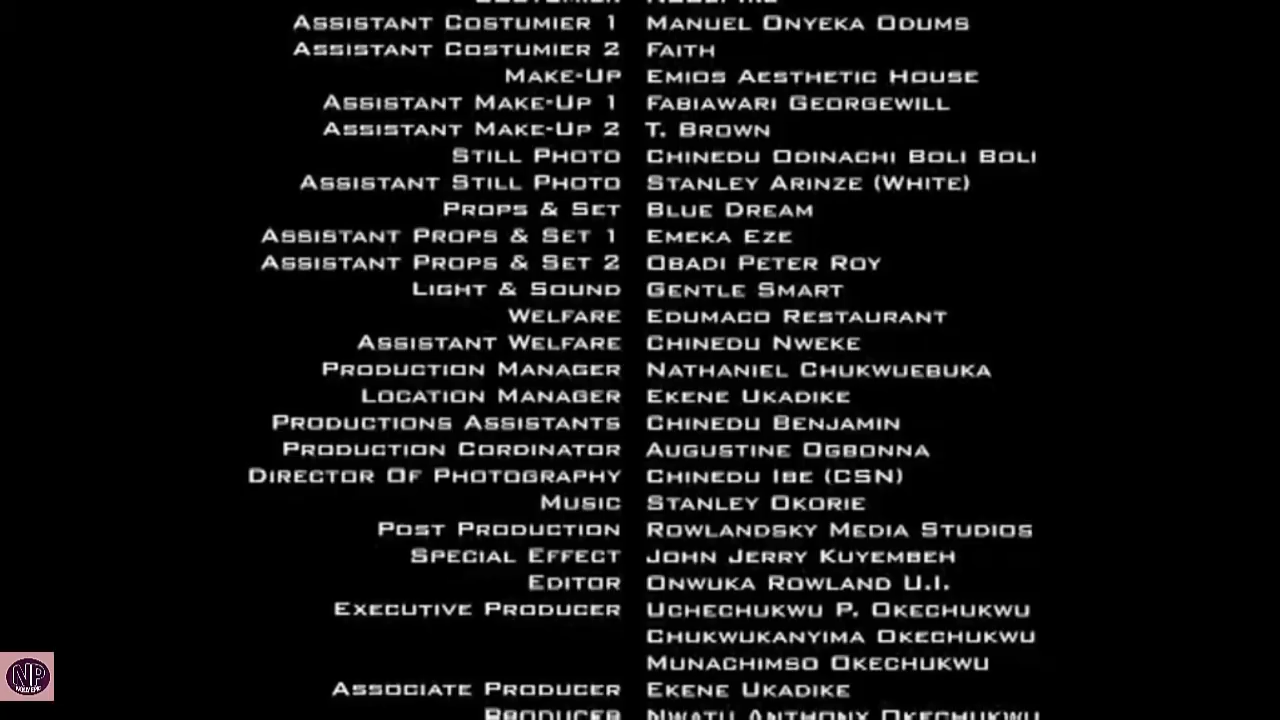 Assistant Costumier 1 Manuel Onyeka Odums
Assistant Costumier 2 Faith
Make-Up Emios Aesthetic House
Assistant Make-Up 1 Fabiawari Georgewill
Assistant Make-Up 2 T. Brown
Still Photo Chinedu Odinachi Boli Boli
Assistant Still Photo Stanley Arinze (White)
Props & Set Blue Dream
Assistant Props & Set 1 Emeka Eze
Assistant Props & Set 2 Obadi Peter Roy
Light & Sound Gentle Smart
Welfare Edumaco Restaurant
Assistant Welfare Chinedu Nweke
Production Manager Nathaniel Chukwuebuka
Location Manager Ekene Ukadike
Productions Assistants Chinedu Benjamin
Production Cordinator Augustine Ogbonna
Director Of Photography Chinedu Ibe (CSN)
Music Stanley Okorie
Post Production Rowlandsky Media Studios
Special Effect John Jerry Kuyembeh
Editor Onwuka Rowland U.I.
Executive Producer Uchechukwu P. Okechukwu
Chukwukanyima Okechukwu
Munachimso Okechukwu
Associate Producer Ekene Ukadike
Producer Nwatu Anthony Okechukwu
NP